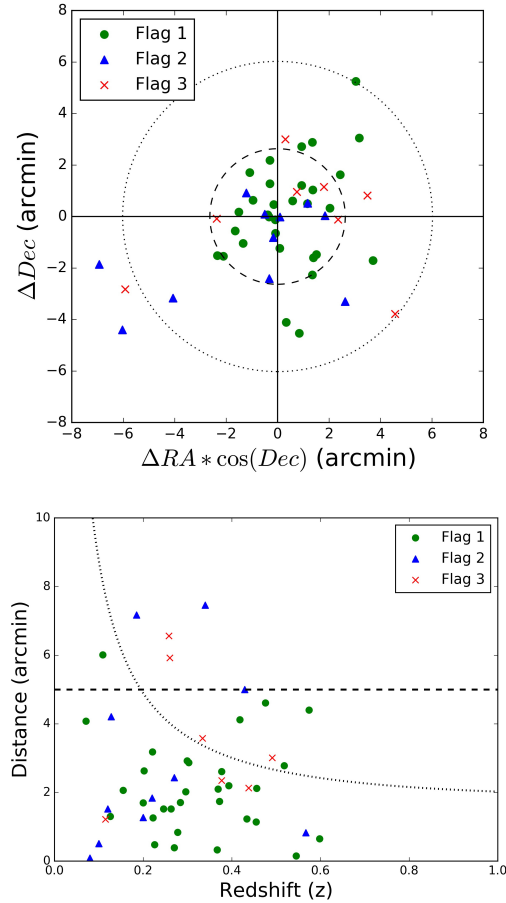 8
6
4
2
0
−2
−4
−6
−8
−8 −6 −4 −2 0 2 4 6 8
ΔDec (arcmin)
ΔRA ∗ cos(Dec) (arcmin)
Flag 1
Flag 2
Flag 3
10
8
6
4
2
0
0.0 0.2 0.4 0.6 0.8 1.0
Distance (arcmin)
Redshift (z)
Flag 1
Flag 2
Flag 3